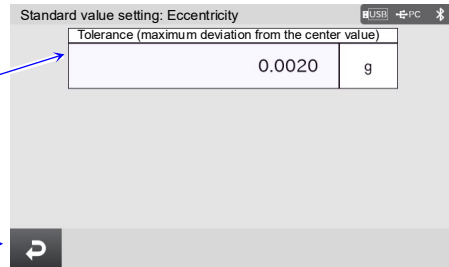 Standard value setting: Eccentricity
USB PC
Tolerance (maximum deviation from the center value)
0.0020 g